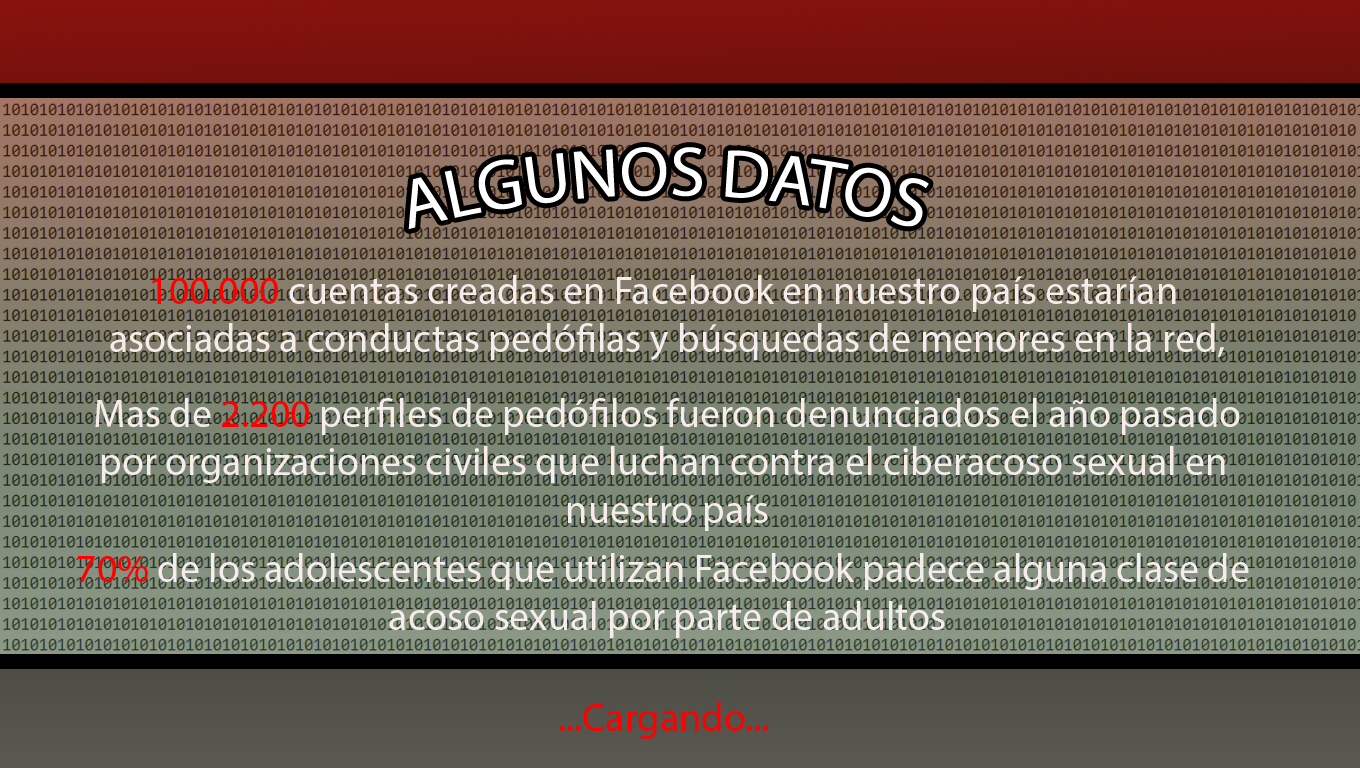 ALGUNOS DATOS
100.000 cuentas creadas en Facebook en nuestro país estarían
asociadas a conductas pedófilas y búsquedas de menores en la red,
Mas de 2.200 perfiles de pedófilos fueron denunciados el año pasado
por organizaciones civiles que luchan contra el ciberacoso sexual en
nuestro país
70% de los adolescentes que utilizan Facebook padece alguna clase de
acoso sexual por parte de adultos
...Cargando...